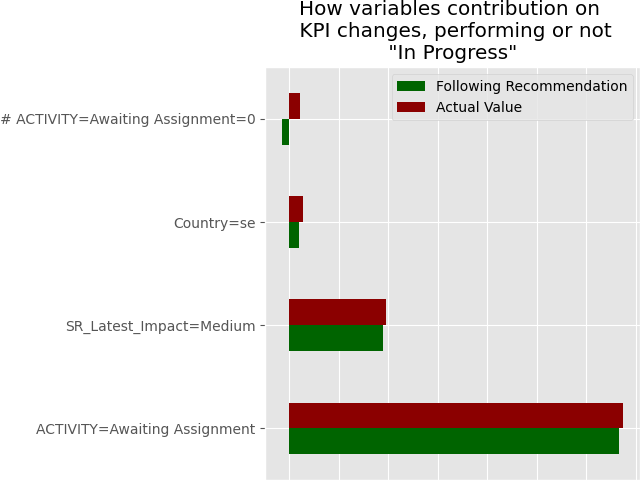 How variables contribution on
KPI changes, performing or not
"In Progress"
Following Recommendation
Actual Value
# ACTIVITY=Awaiting Assignment=0
Country=se
SR_Latest_Impact=Medium
ACTIVITY=Awaiting Assignment